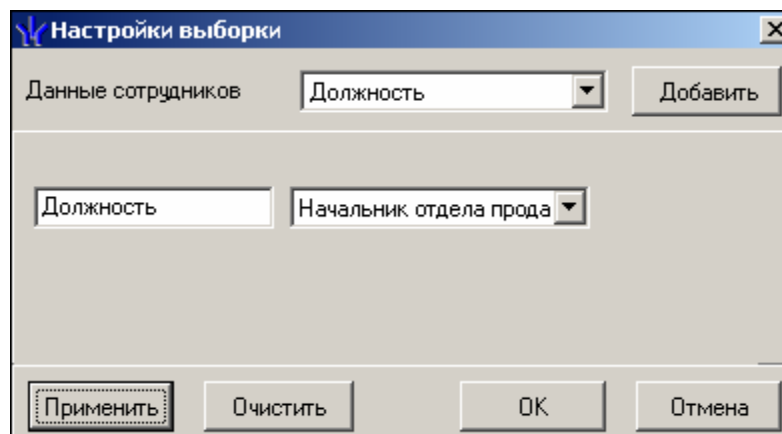 Настройки выборки
Данные сотрудников Должность Добавить
Должность Начальник отдела прода
Применить Очистить OK Отмена